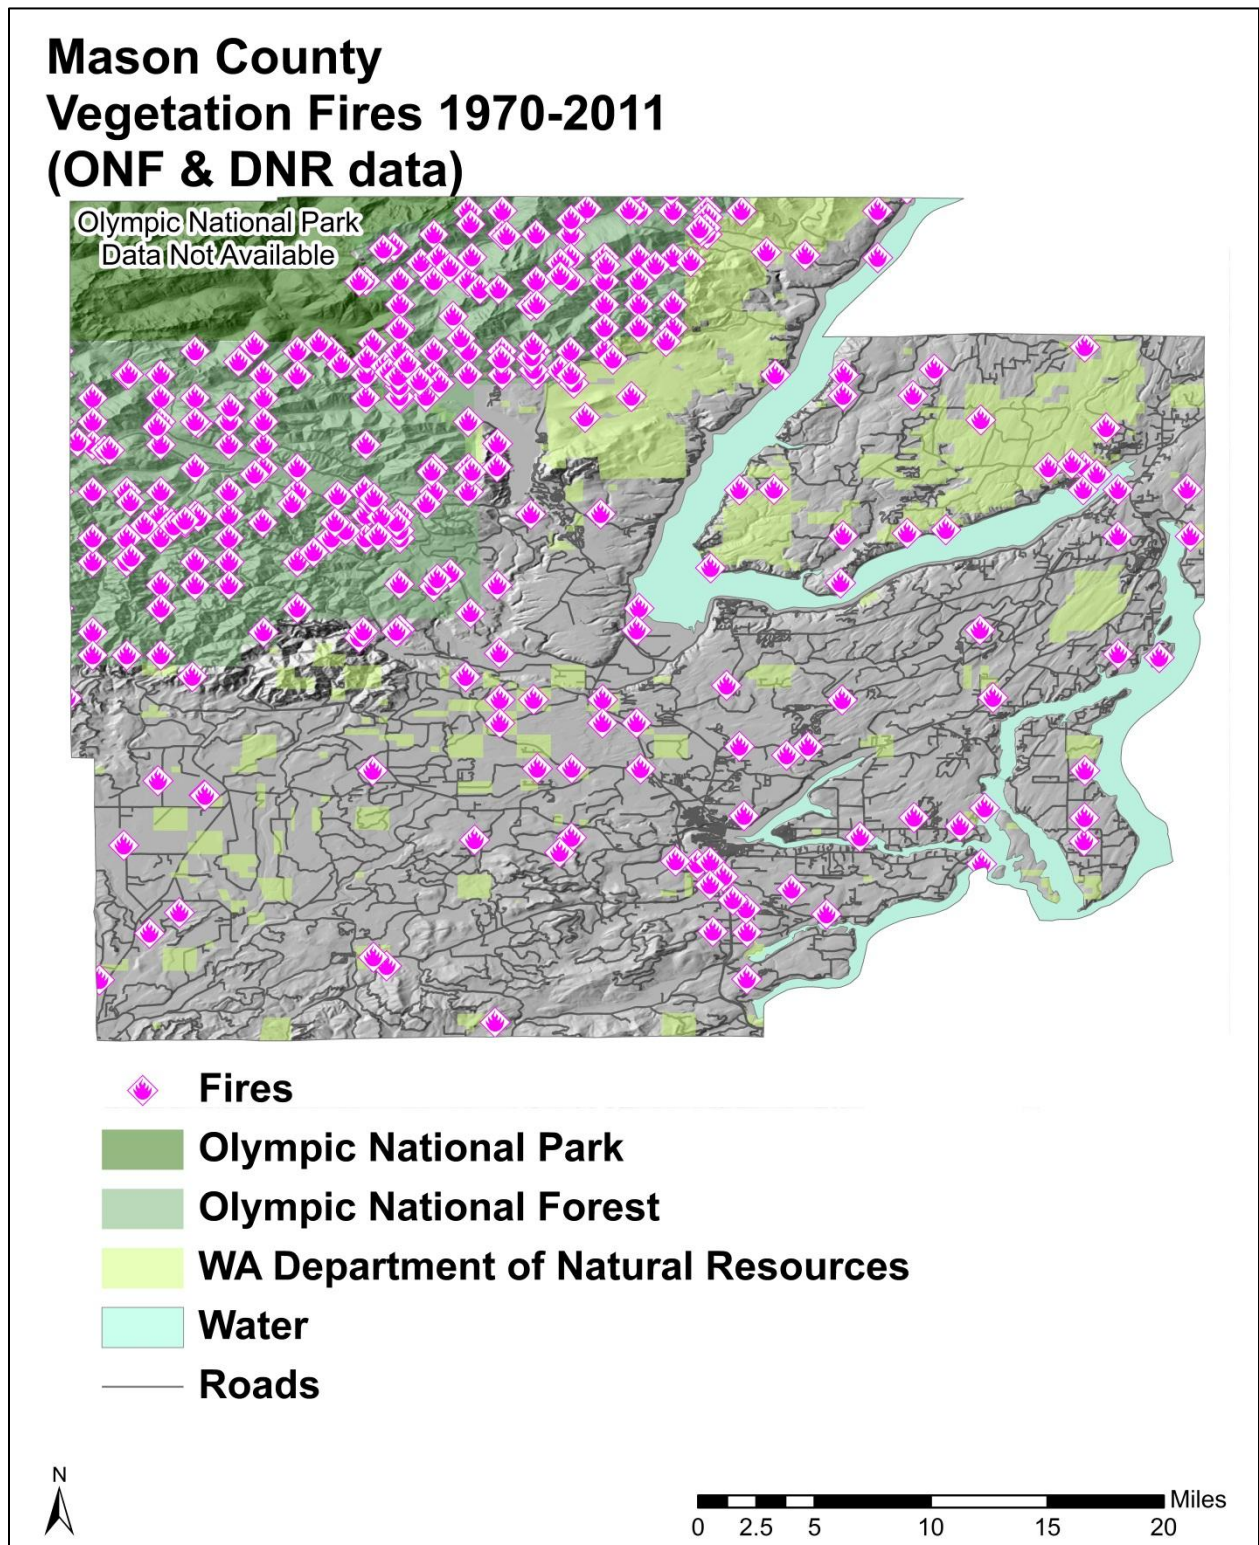 Mason County
Vegetation Fires 1970-2011
(ONF & DNR data)
Olympic National Park
Data Not Available
Fires
Olympic National Park
Olympic National Forest
WA Department of Natural Resources
Water
Roads
N
Miles
0 2.5 5 10 15 20